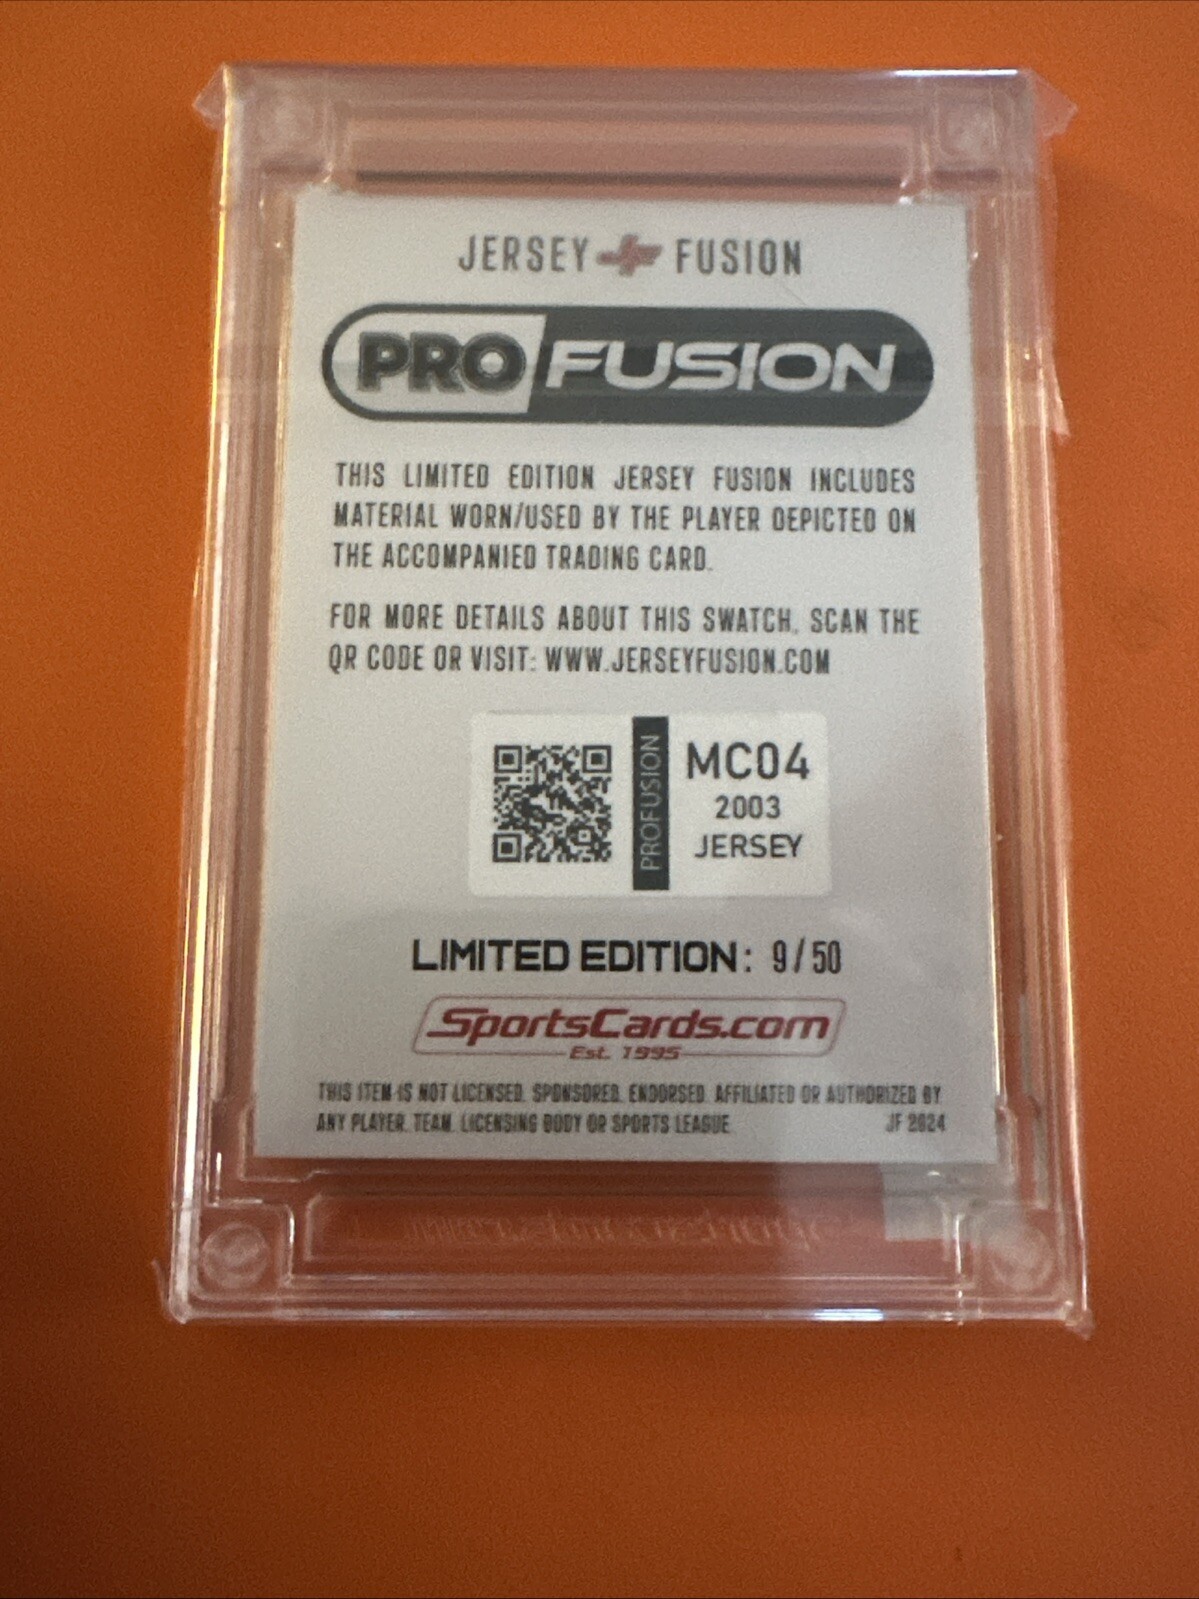 JERSEY FUSION
PRO FUSION
THIS LIMITED EDITION JERSEY FUSION INCLUDES
MATERIAL WORN/USED BY THE PLAYER DEPICTED ON
THE ACCOMPANIED TRADING CARD.
FOR MORE DETAILS ABOUT THIS SWATCH, SCAN THE
QR CODE OR VISIT: WWW.JERSEYFUSION.COM
PROFUSION
MC04
2003
JERSEY
LIMITED EDITION: 9/50
SportsCards.com
Est. 1995
THIS ITEM IS NOT LICENSED, SPONSORED, ENDORSED, AFFILIATED OR AUTHORIZED BY
ANY PLAYER, TEAM, LICENSING BODY OR SPORTS LEAGUE. JF 2024